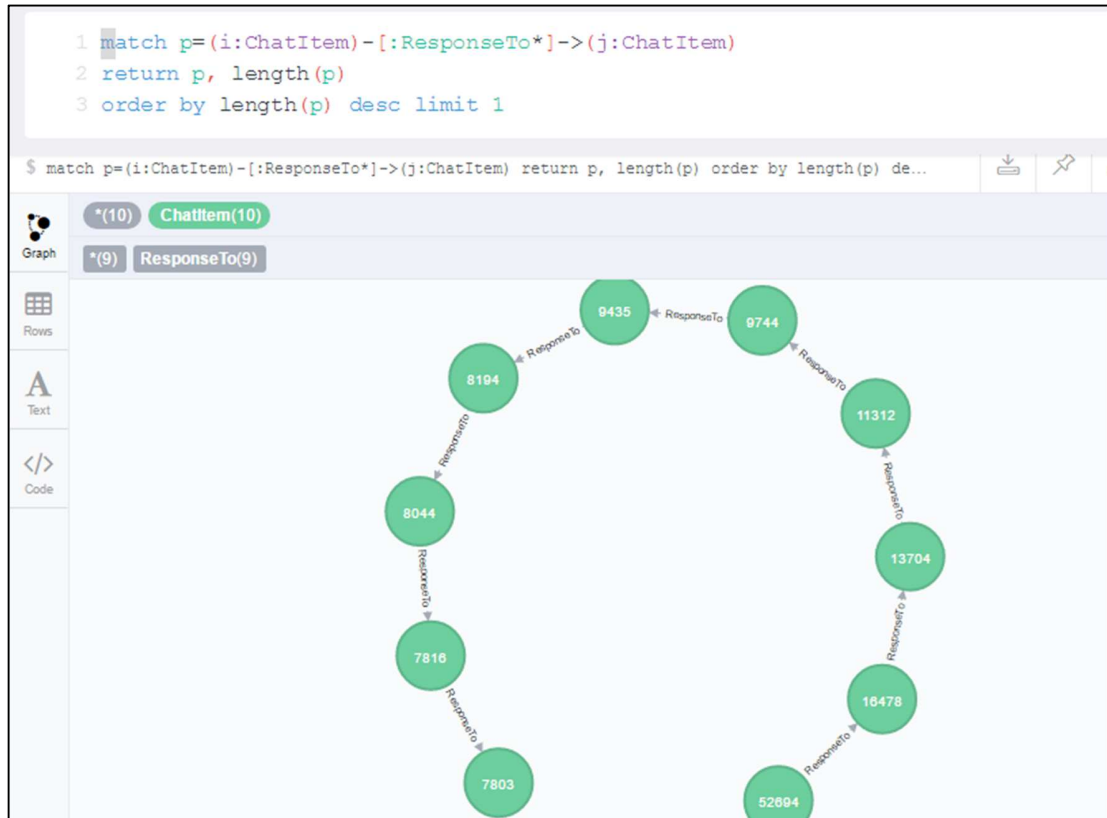 1 match p=(i:ChatItem)-[:ResponseTo*]->(j:ChatItem)
2 return p, length(p)
3 order by length(p) desc limit 1
$ match p=(i:ChatItem)-[:ResponseTo*]->(j:ChatItem) return p, length(p) order by length(p) de...
*(10) ChatItem(10)
Graph
*(9) ResponseTo(9)
Rows
A
Text
</>
Code
9435
ResponseTo
9744
ResponseTo
8194
ResponseTo
11312
ResponseTo
8044
ResponseTo
13704
ResponseTo
7816
ResponseTo
16478
ResponseTo
7803
ResponseTo
52694